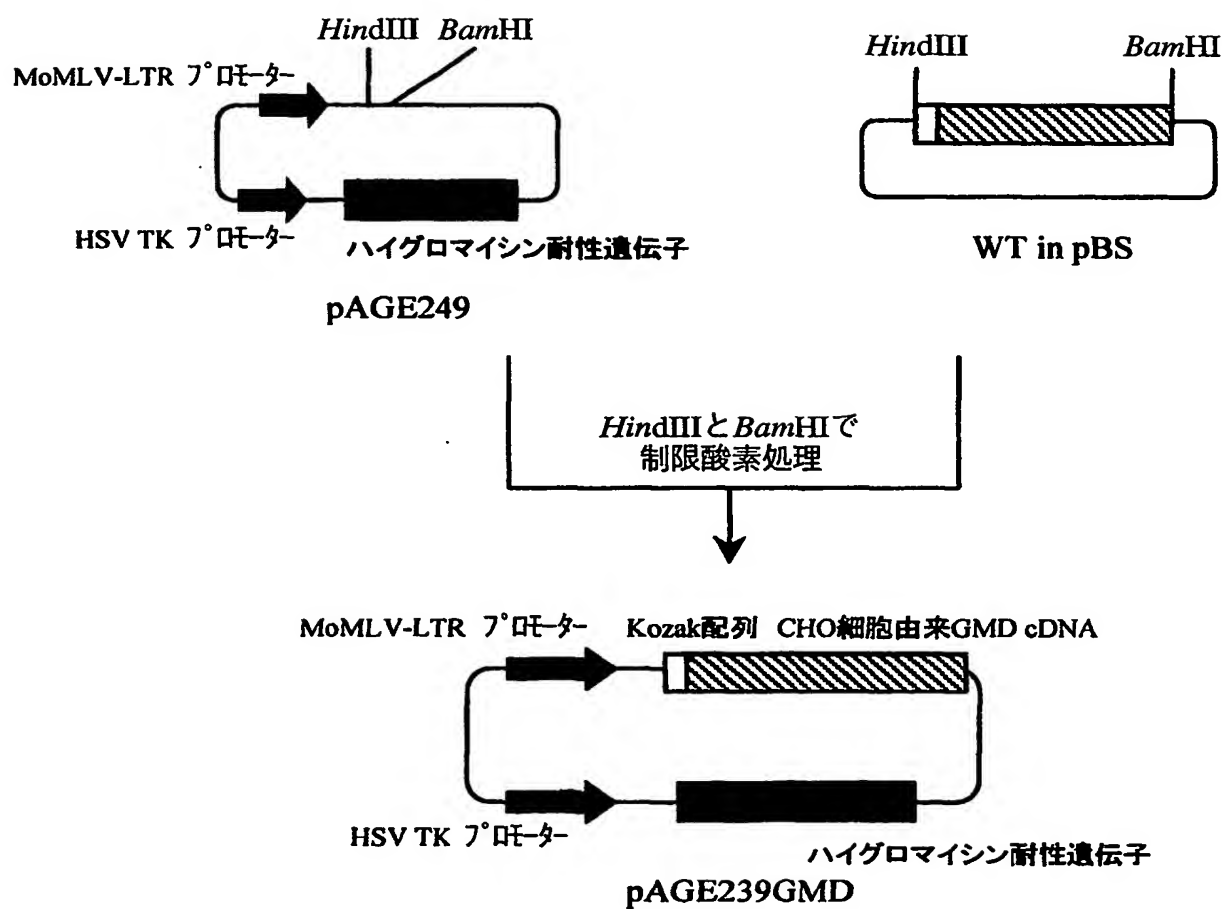 HindIII BamHI
MoMLV-LTR プロモーター
HSV TK プロモーター
ハイグロマイシン耐性遺伝子
pAGE249
HindIII BamHI
WT in pBS
HindIIIとBamHIで
制限酸素処理
MoMLV-LTR プロモーター Kozak配列 CHO細胞由来GMD cDNA
HSV TK プロモーター
ハイグロマイシン耐性遺伝子
pAGE239GMD